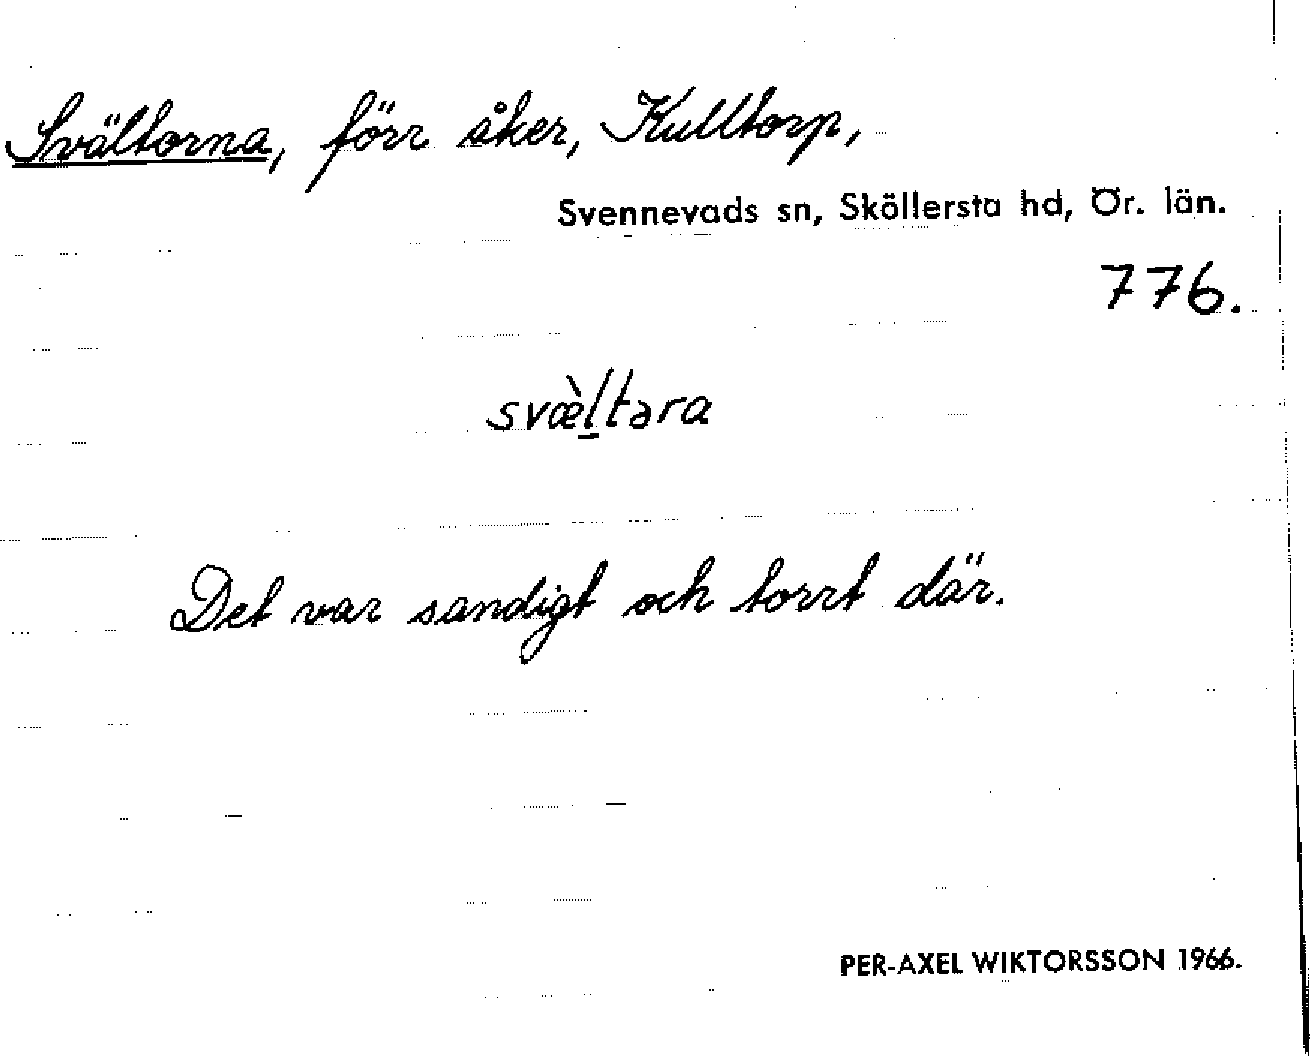 Svältorna, förr åker, Kulltorp,
Svennevads sn, Sköllersta hd, Ör. län.
776.
svæ̀l̠təra
Det var sandigt och torrt där.
PER-AXEL WIKTORSSON 1966.